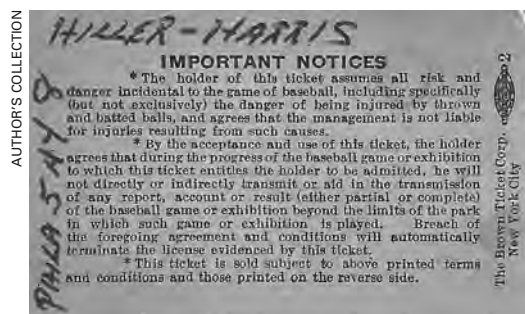 AUTHOR'S COLLECTION
HILLER - HARRIS
PHILA 5 NY 8
IMPORTANT NOTICES
* The holder of this ticket assumes all risk and
danger incidental to the game of baseball, including specifically
(but not exclusively) the danger of being injured by thrown
and batted balls, and agrees that the management is not liable
for injuries resulting from such causes.
* By the acceptance and use of this ticket, the holder
agrees that during the progress of the baseball game or exhibition
to which this ticket entitles the holder to be admitted, he will
not directly or indirectly transmit or aid in the transmission
of any report, account or result (either partial or complete)
of the baseball game or exhibition beyond the limits of the park
in which such game or exhibition is played. Breach of
the foregoing agreement and conditions will automatically
terminate the license evidenced by this ticket.
* This ticket is sold subject to above printed terms
and conditions and those printed on the reverse side.
The Brown Ticket Corp.
New York City
2